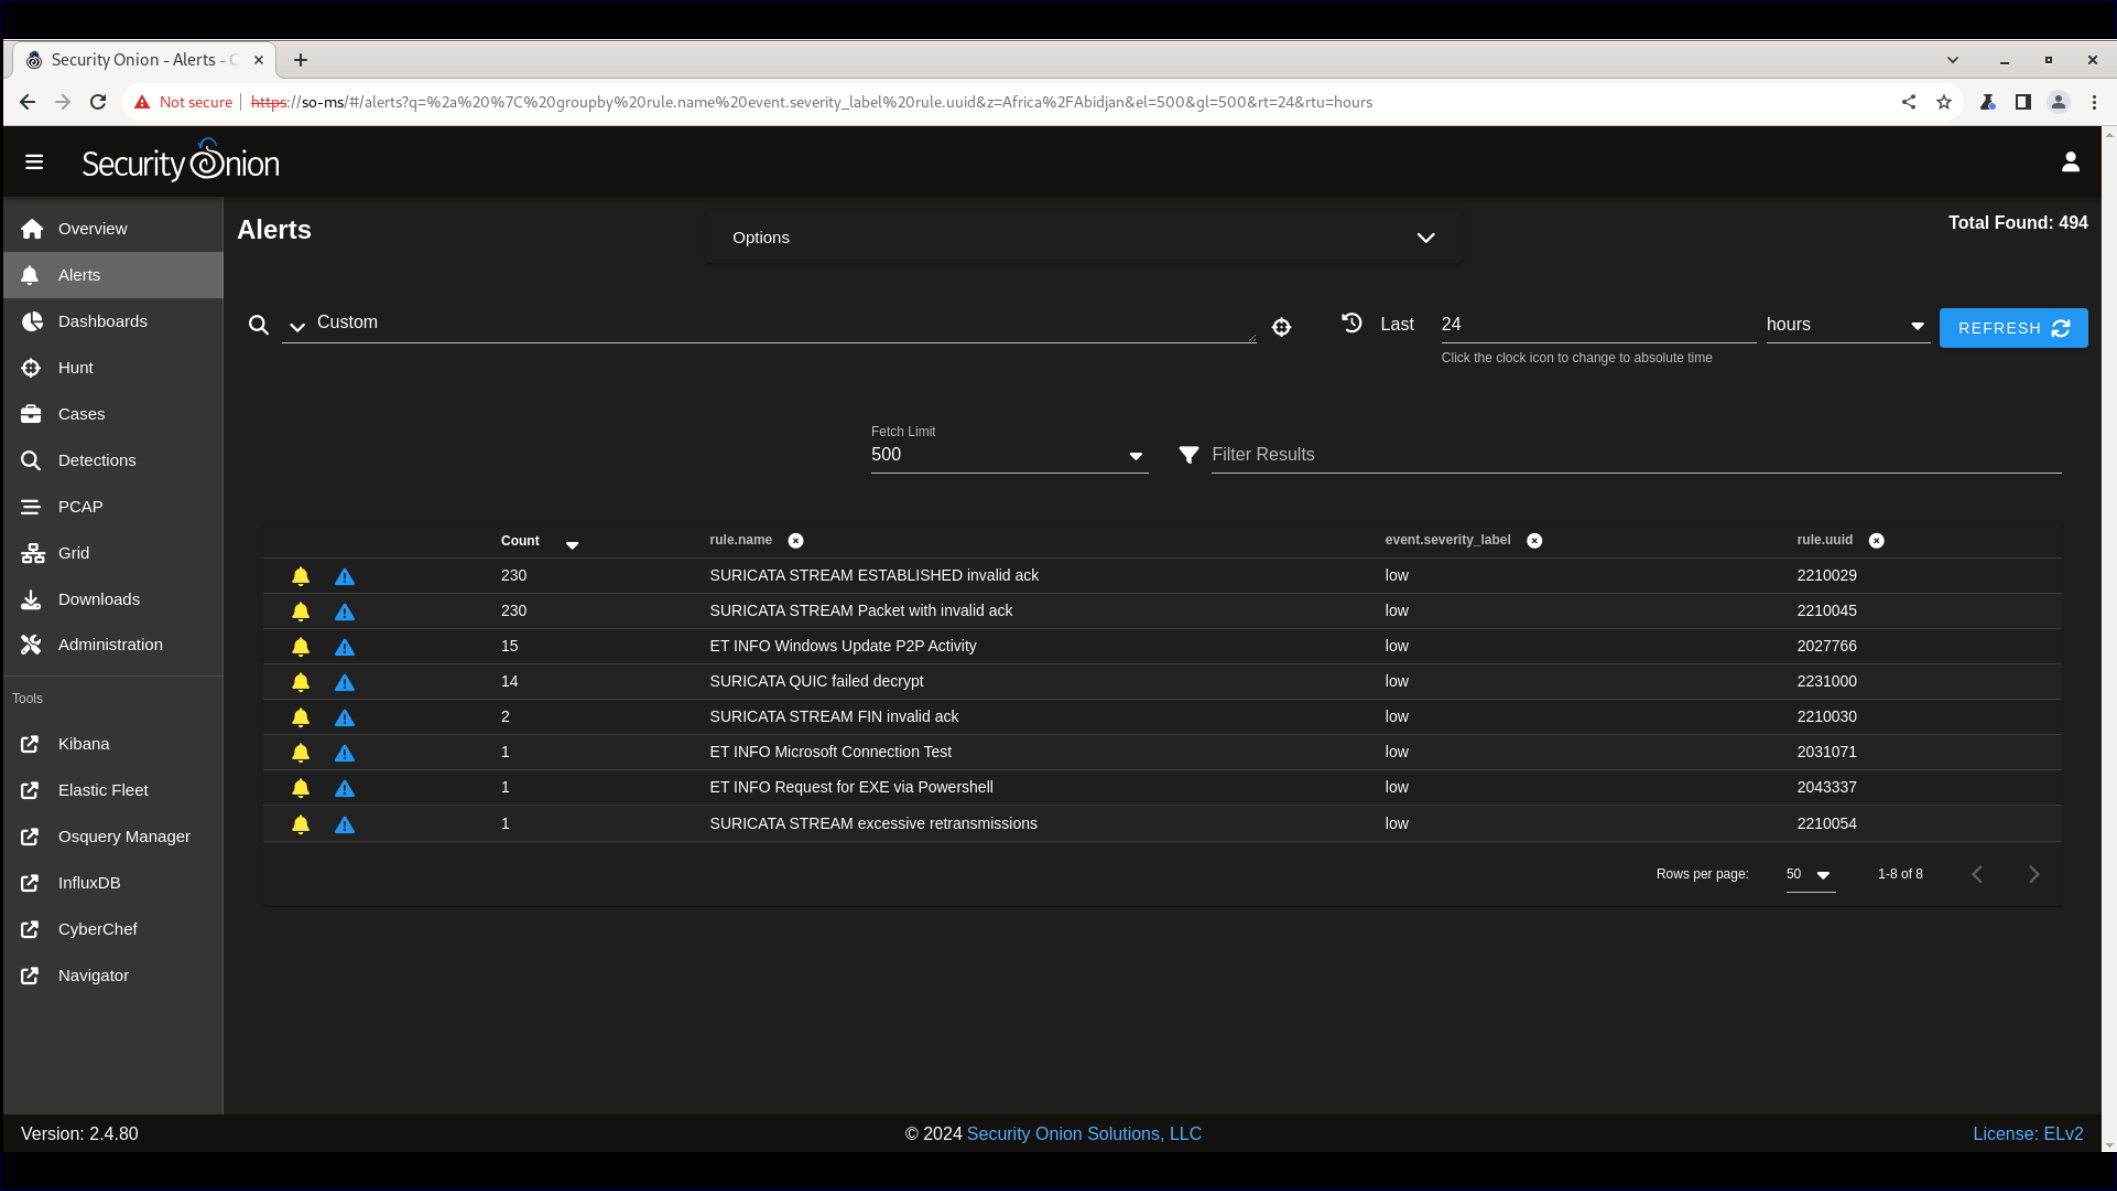 Security Onion - Alerts - C
Not secure
https://so-ms/#/alerts?q=%2a%20%7C%20groupby%20rule.name%20event.severity_label%20rule.uuid&z=Africa%2FAbidjan&el=500&gl=500&rt=24&rtu=hours
Security Onion
Overview
Alerts
Dashboards
Hunt
Cases
Detections
PCAP
Grid
Downloads
Administration
Tools
Kibana
Elastic Fleet
Osquery Manager
InfluxDB
CyberChef
Navigator
Alerts
Options
Total Found: 494
Custom
Last 24 hours REFRESH
Click the clock icon to change to absolute time
Fetch Limit
500
Filter Results
Count rule.name event.severity_label rule.uuid
230 SURICATA STREAM ESTABLISHED invalid ack low 2210029
230 SURICATA STREAM Packet with invalid ack low 2210045
15 ET INFO Windows Update P2P Activity low 2027766
14 SURICATA QUIC failed decrypt low 2231000
2 SURICATA STREAM FIN invalid ack low 2210030
1 ET INFO Microsoft Connection Test low 2031071
1 ET INFO Request for EXE via Powershell low 2043337
1 SURICATA STREAM excessive retransmissions low 2210054
Rows per page: 50 1-8 of 8
Version: 2.4.80
© 2024 Security Onion Solutions, LLC
License: ELv2